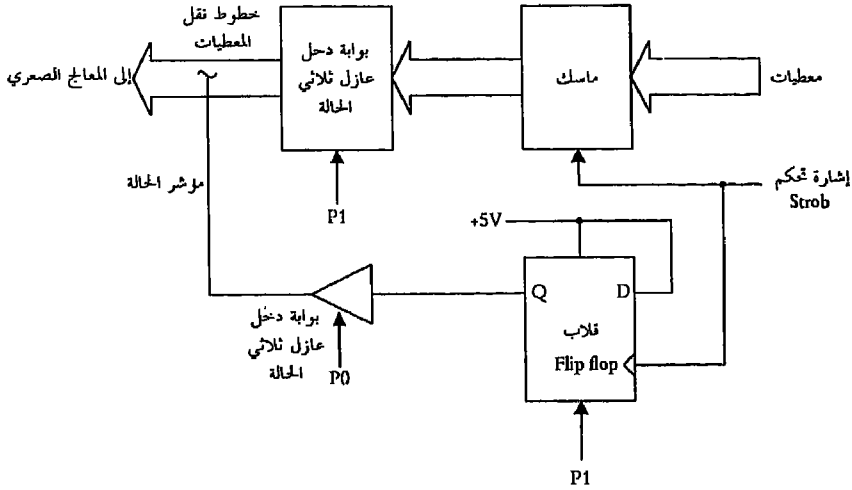 خطوط نقل
المعطيات
إلى المعالج الصغري
بوابة دخل
عازل ثلاثي
الحالة
ماسك
معطيات
مؤشر الحالة
P1
إشارة تحكم
Strob
+5V
Q
D
قلاب
Flip flop
بوابة دخل
عازل ثلاثي
الحالة
P0
P1